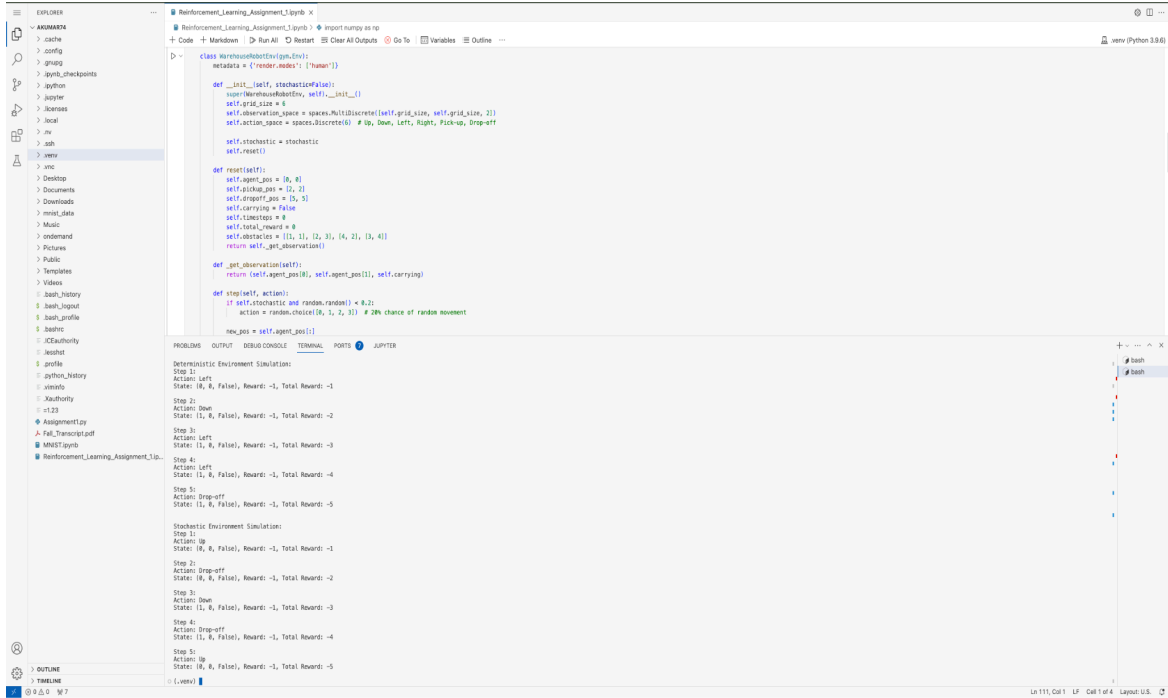 EXPLORER
AKUMAR74
.cache
.config
.gnupg
.ipynb_checkpoints
.ipython
.jupyter
.licenses
.local
.nv
.ssh
.venv
.vnc
Desktop
Documents
Downloads
mnist_data
Music
ondemand
Pictures
Public
Templates
Videos
.bash_history
.bash_logout
.bash_profile
.bashrc
.ICEauthority
.lesshst
.profile
.python_history
.viminfo
.Xauthority
=1.23
Assignment1.py
Fall_Transcript.pdf
MNIST.ipynb
Reinforcement_Learning_Assignment_1.ip...
OUTLINE
TIMELINE
Reinforcement_Learning_Assignment_1.ipynb
Reinforcement_Learning_Assignment_1.ipynb > import numpy as np
+ Code + Markdown | Run All Restart Clear All Outputs Go To | Variables Outline ...
.venv (Python 3.9.6)
class WarehouseRobotEnv(gym.Env):
metadata = {'render.modes': ['human']}
def __init__(self, stochastic=False):
super(WarehouseRobotEnv, self).__init__()
self.grid_size = 6
self.observation_space = spaces.MultiDiscrete([self.grid_size, self.grid_size, 2])
self.action_space = spaces.Discrete(6) # Up, Down, Left, Right, Pick-up, Drop-off
self.stochastic = stochastic
self.reset()
def reset(self):
self.agent_pos = [0, 0]
self.pickup_pos = [2, 2]
self.dropoff_pos = [5, 5]
self.carrying = False
self.timesteps = 0
self.total_reward = 0
self.obstacles = [[1, 1], [2, 3], [4, 2], [3, 4]]
return self._get_observation()
def _get_observation(self):
return (self.agent_pos[0], self.agent_pos[1], self.carrying)
def step(self, action):
if self.stochastic and random.random() < 0.2:
action = random.choice([0, 1, 2, 3]) # 20% chance of random movement
new_pos = self.agent_pos[:]
PROBLEMS OUTPUT DEBUG CONSOLE TERMINAL PORTS 7 JUPYTER
bash
bash
Deterministic Environment Simulation:
Step 1:
Action: Left
State: (0, 0, False), Reward: -1, Total Reward: -1
Step 2:
Action: Down
State: (1, 0, False), Reward: -1, Total Reward: -2
Step 3:
Action: Left
State: (1, 0, False), Reward: -1, Total Reward: -3
Step 4:
Action: Left
State: (1, 0, False), Reward: -1, Total Reward: -4
Step 5:
Action: Drop-off
State: (1, 0, False), Reward: -1, Total Reward: -5
Stochastic Environment Simulation:
Step 1:
Action: Up
State: (0, 0, False), Reward: -1, Total Reward: -1
Step 2:
Action: Drop-off
State: (0, 0, False), Reward: -1, Total Reward: -2
Step 3:
Action: Down
State: (1, 0, False), Reward: -1, Total Reward: -3
Step 4:
Action: Drop-off
State: (1, 0, False), Reward: -1, Total Reward: -4
Step 5:
Action: Up
State: (0, 0, False), Reward: -1, Total Reward: -5
(.venv)
0 0 7
Ln 111, Col 1 LF Cell 1 of 4 Layout: U.S.